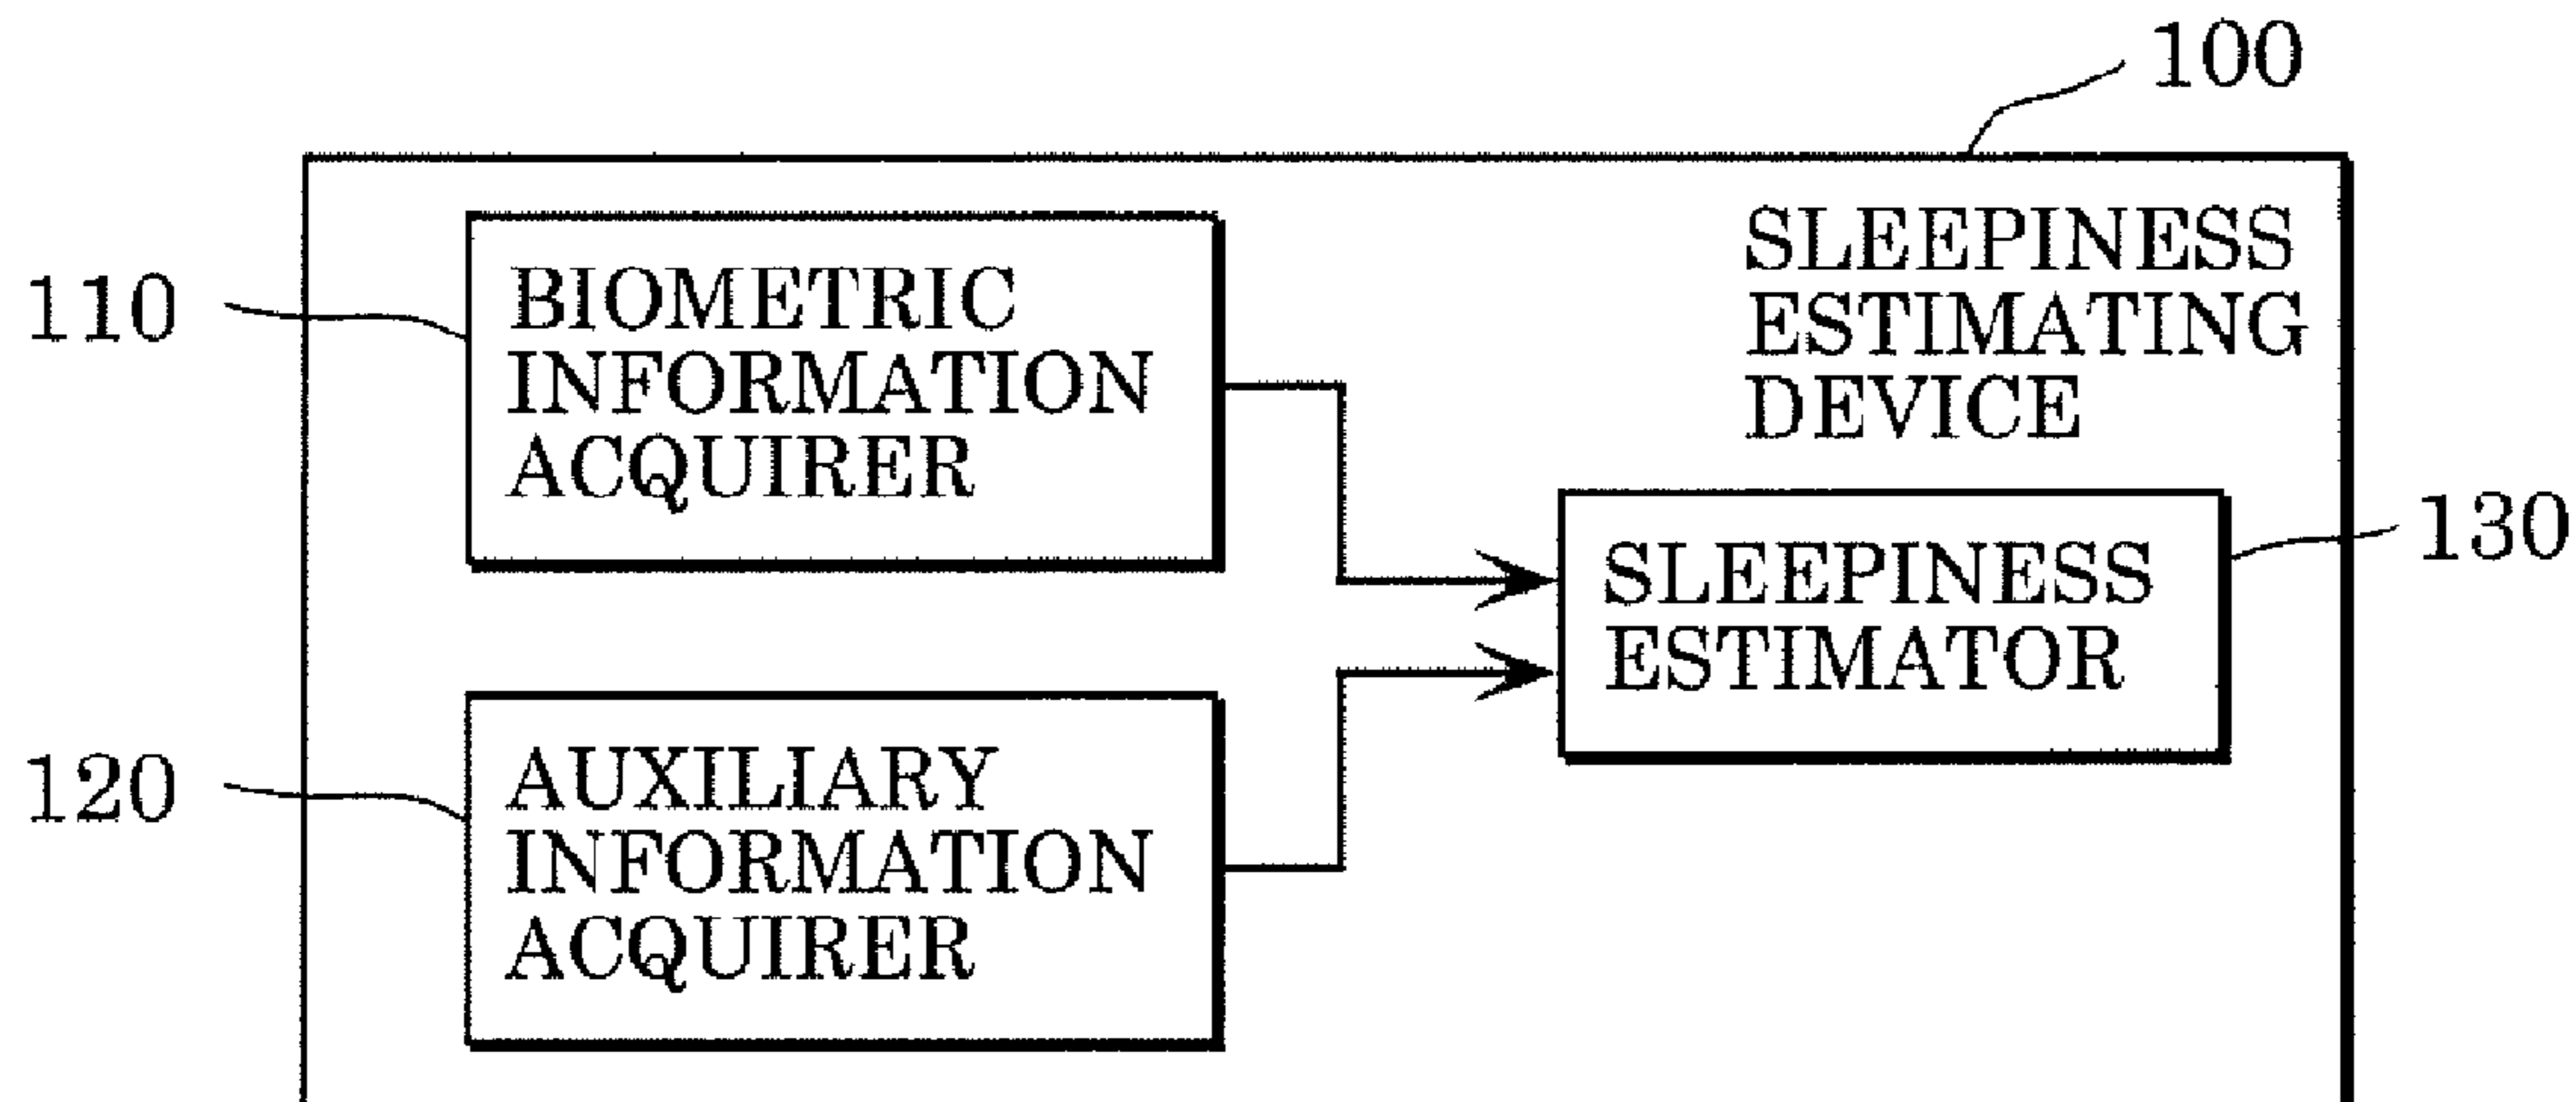 100
SLEEPINESS
ESTIMATING
DEVICE
110
BIOMETRIC
INFORMATION
ACQUIRER
130
SLEEPINESS
ESTIMATOR
120
AUXILIARY
INFORMATION
ACQUIRER